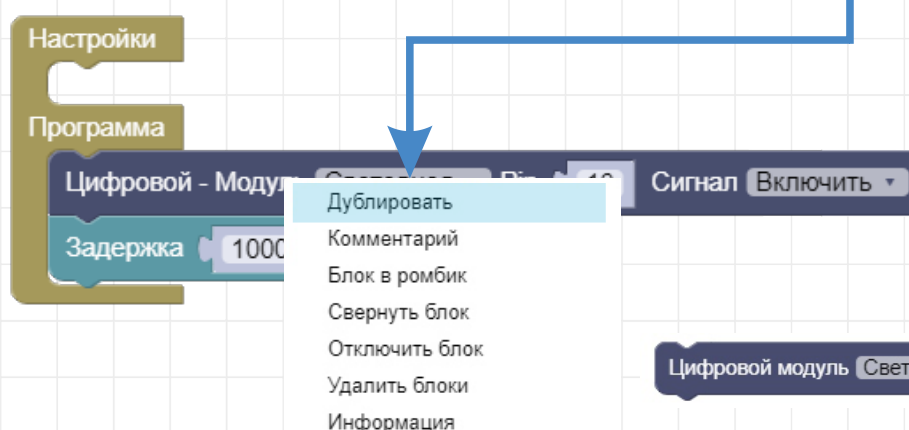 Настройки
Программа
Цифровой - Модуль Сигнал Включить
Дублировать
Задержка 1000
Комментарий
Блок в ромбик
Свернуть блок
Отключить блок
Цифровой модуль Свет
Удалить блоки
Информация